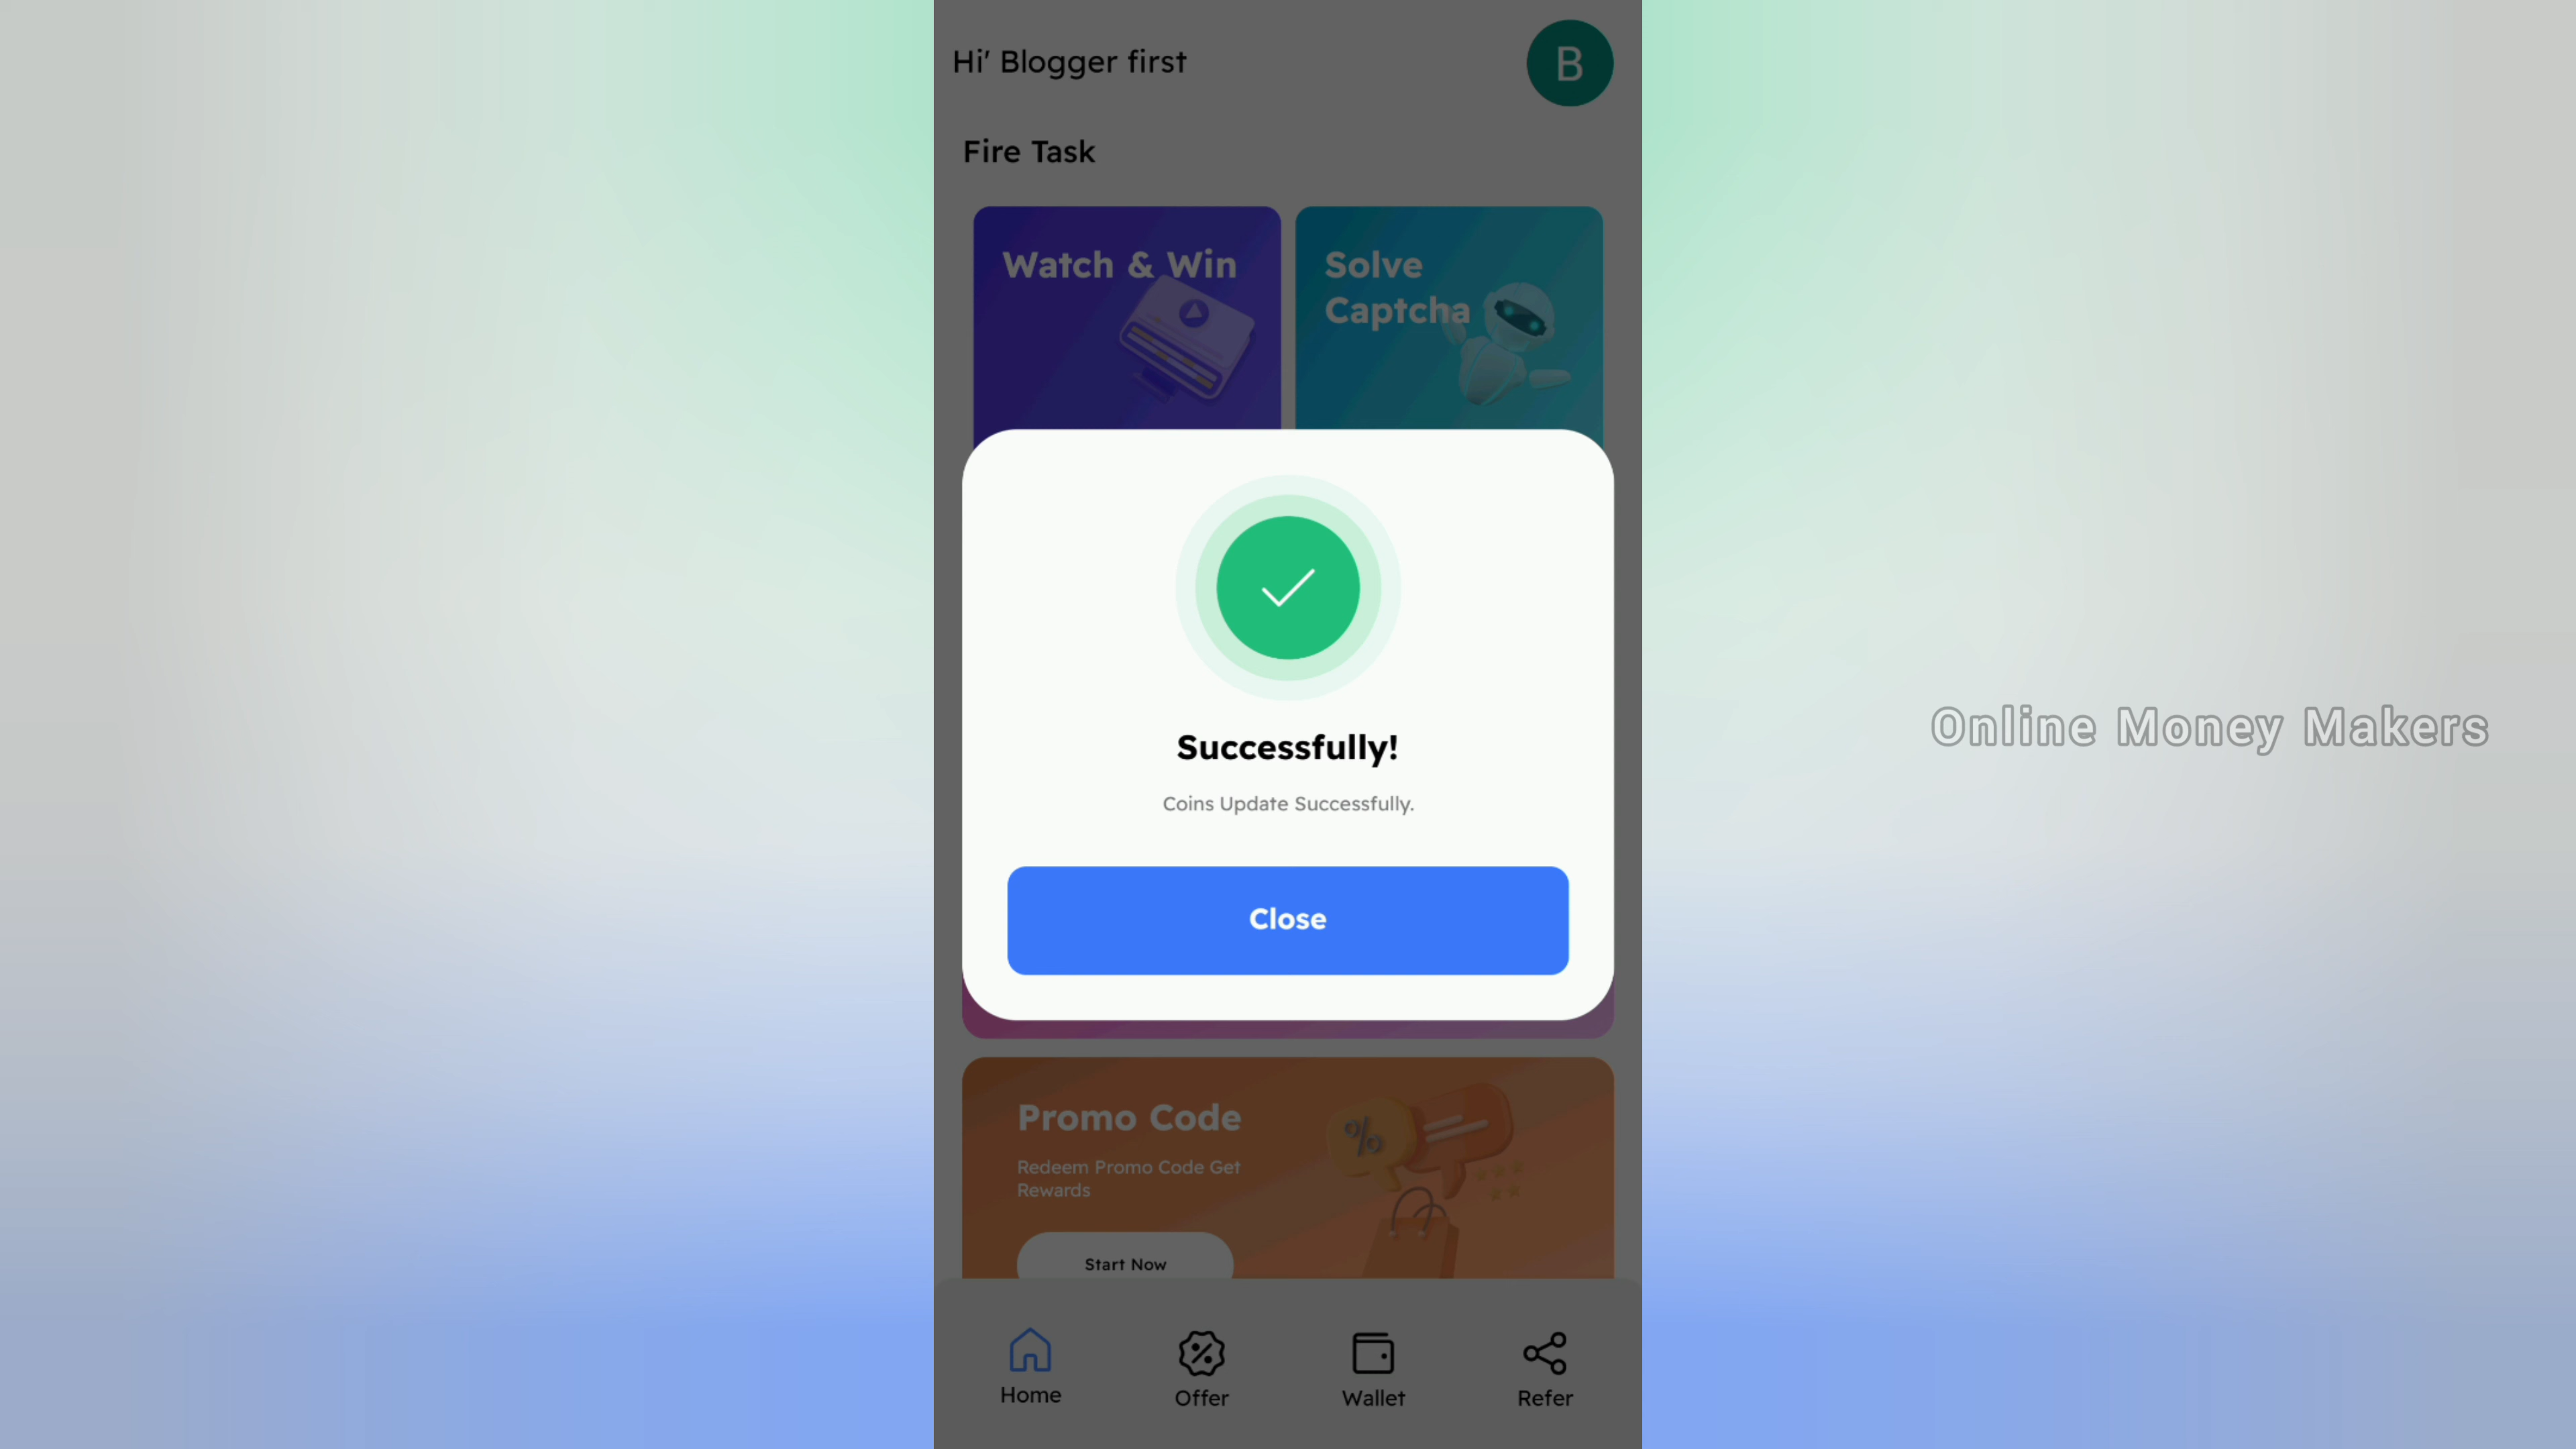 Hi' Blogger first
B
Fire Task
Watch & Win
Solve
Captcha
Successfully!
Coins Update Successfully.
Close
Online Money Makers
Promo Code
Redeem Promo Code Get
Rewards
Start Now
Home
Offer
Wallet
Refer